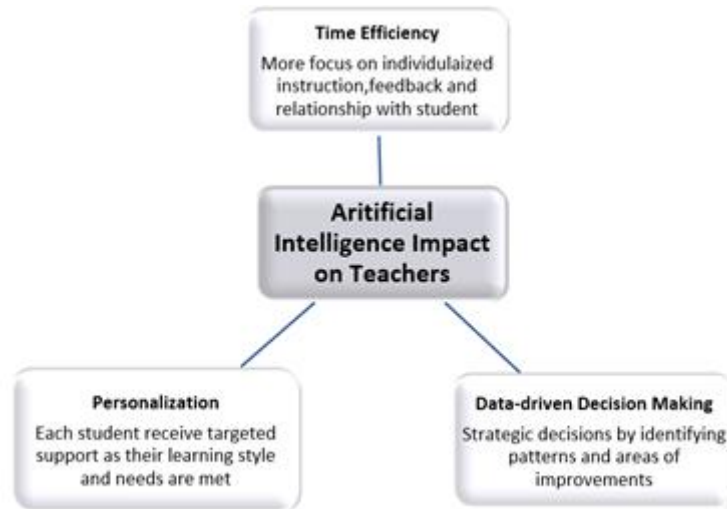 Time Efficiency
More focus on individulaized
instruction,feedback and
relationship with student
Aritificial
Intelligence Impact
on Teachers
Personalization
Each student receive targeted
support as their learning style
and needs are met
Data-driven Decision Making
Strategic decisions by identifying
patterns and areas of
improvements